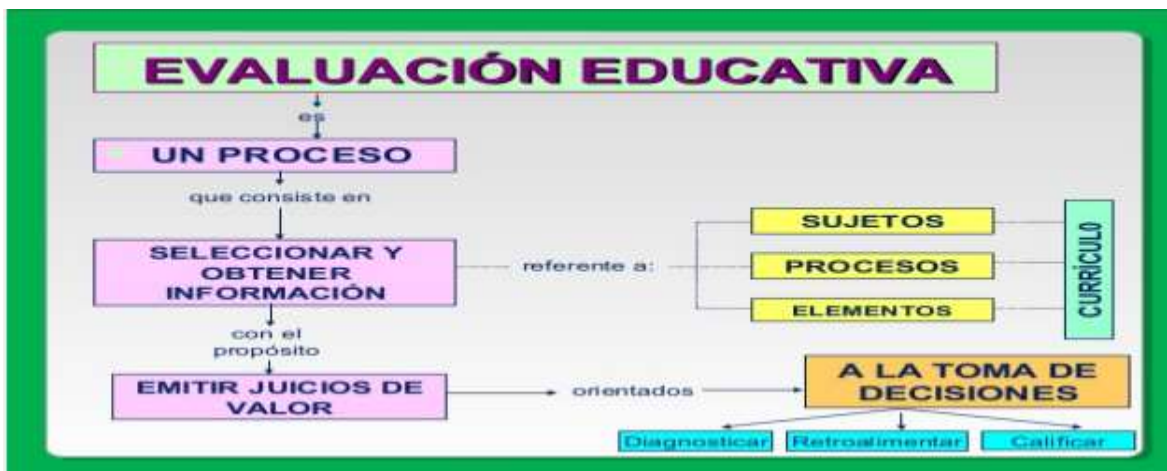 EVALUACIÓN EDUCATIVA
es
UN PROCESO
que consiste en
SELECCIONAR Y
OBTENER
INFORMACIÓN
referente a:
SUJETOS
PROCESOS
ELEMENTOS
CURRÍCULO
con el
propósito
EMITIR JUICIOS DE
VALOR
orientados
A LA TOMA DE
DECISIONES
Diagnosticar
Retroalimentar
Calificar